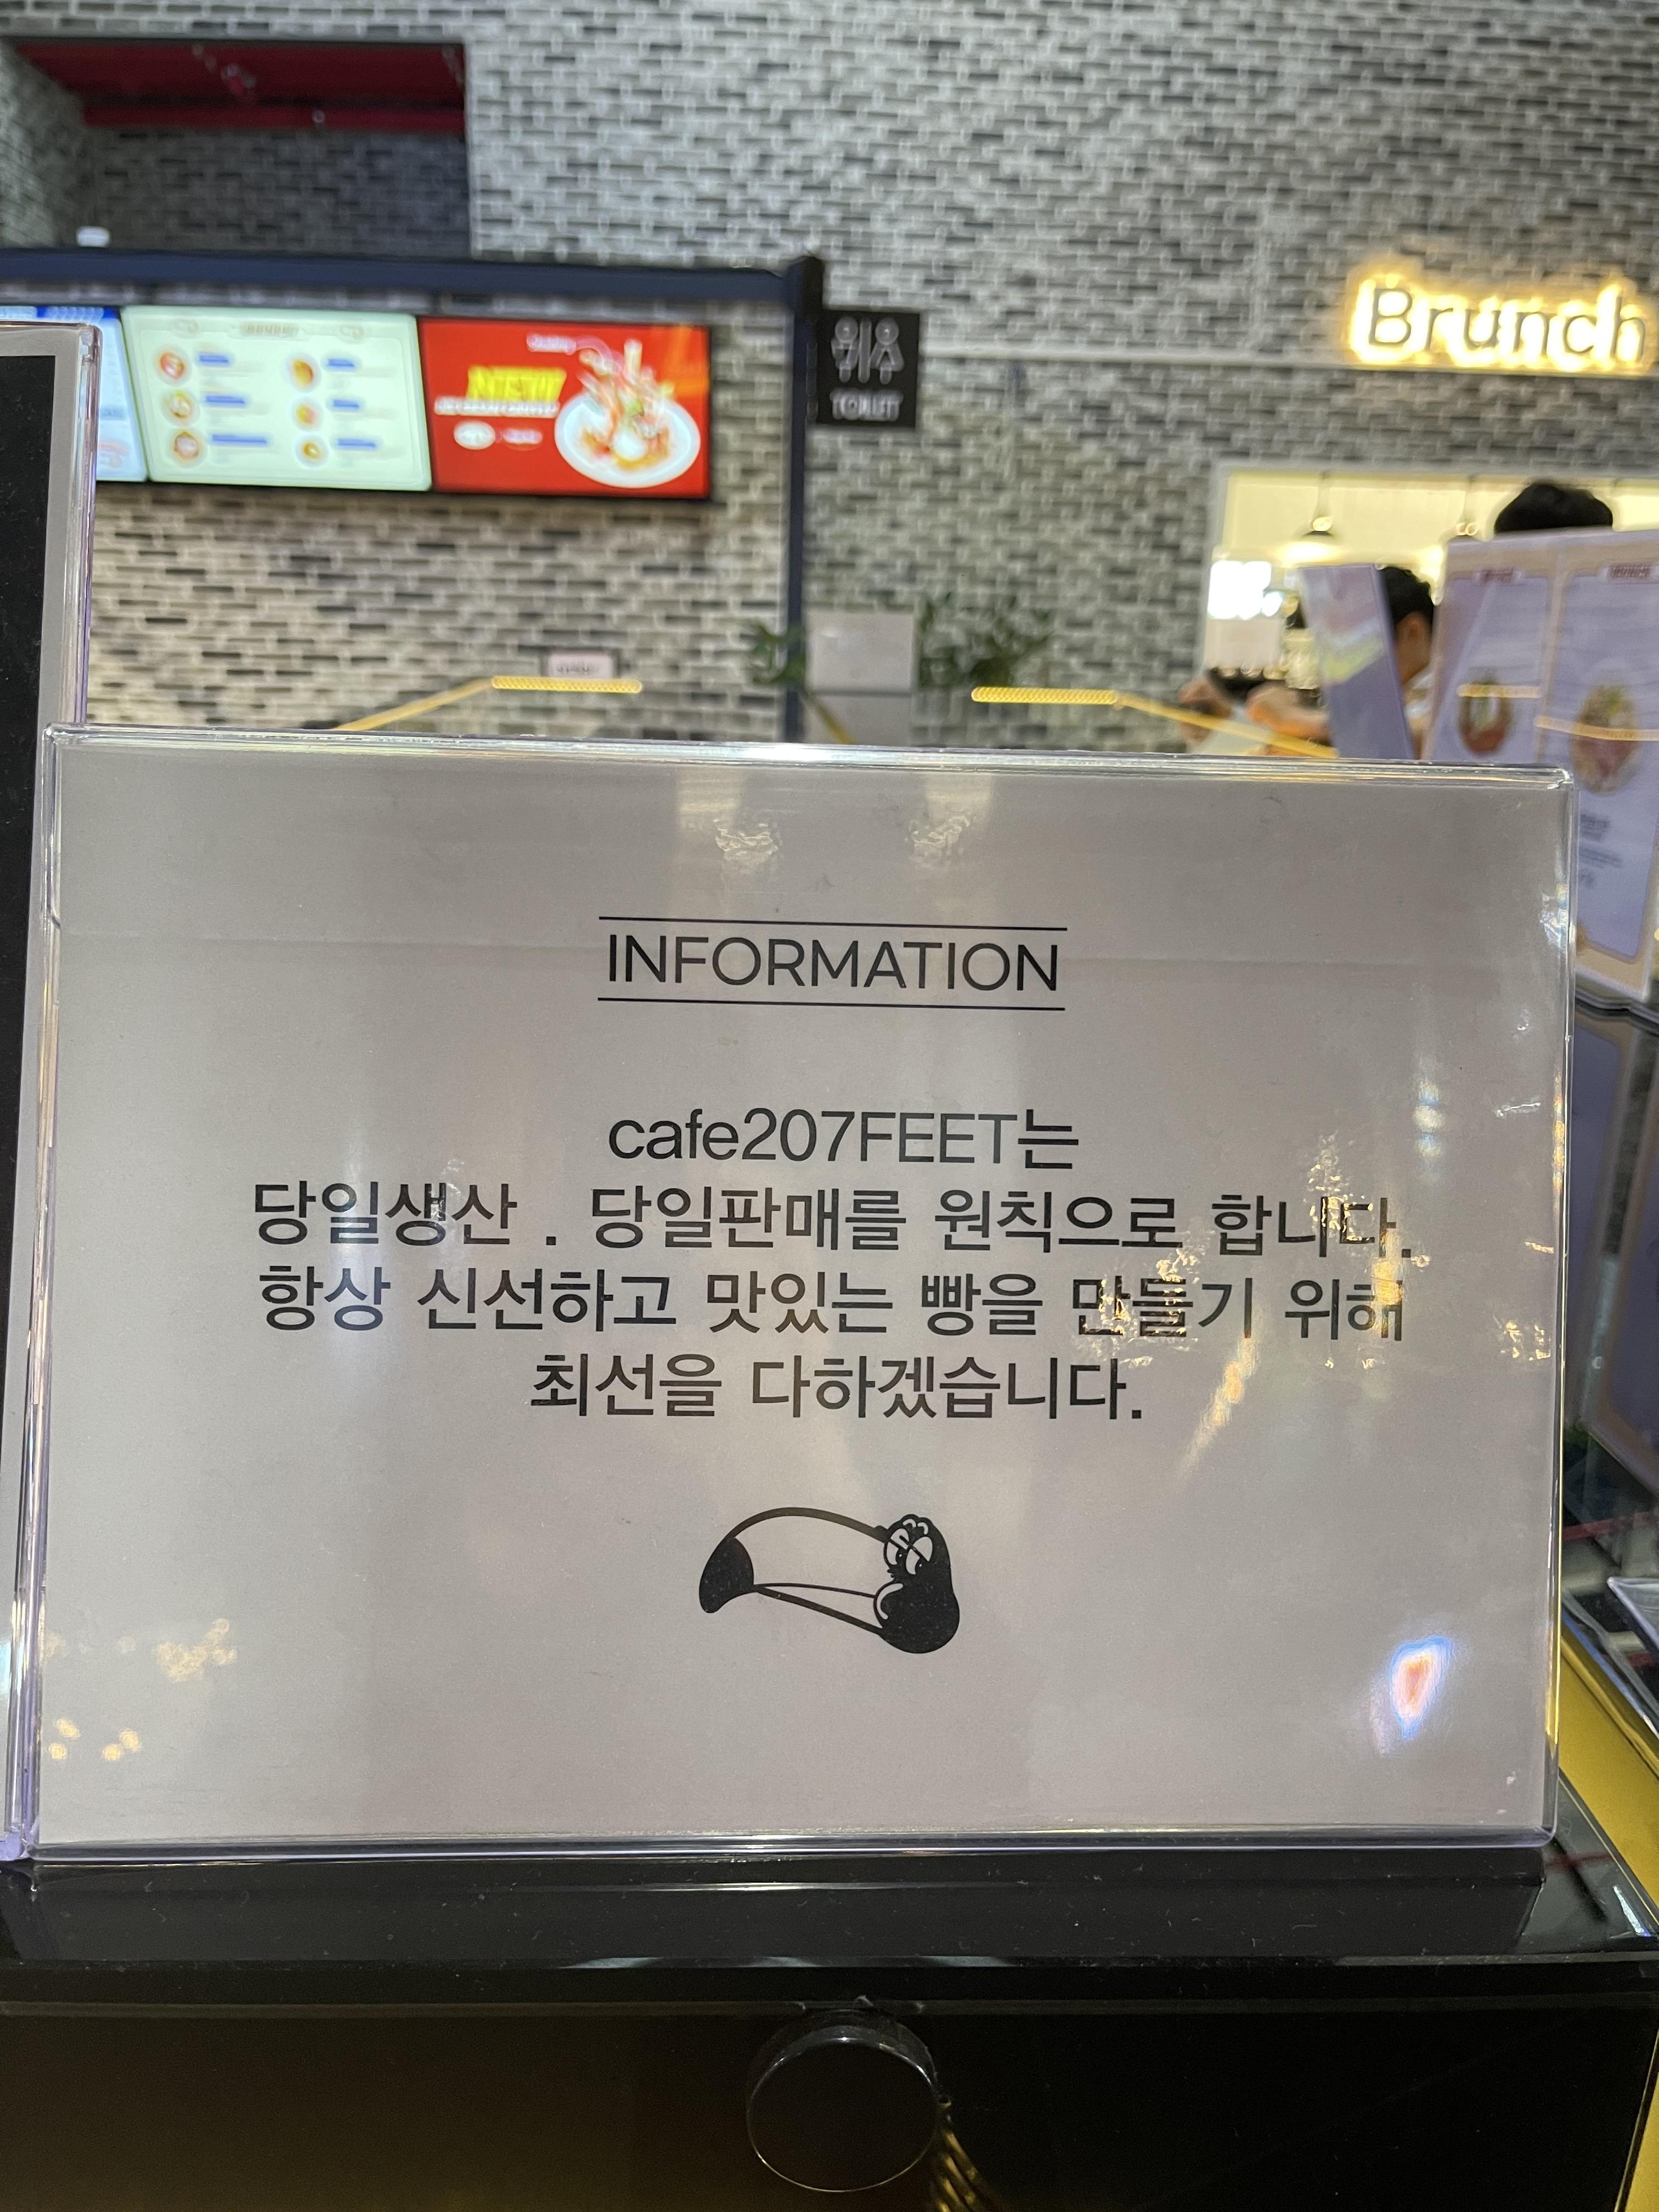 Brunch
NEW
TOILET
INFORMATION
cafe207FEET는
당일생산 . 당일판매를 원칙으로 합니다.
항상 신선하고 맛있는 빵을 만들기 위해
최선을 다하겠습니다.